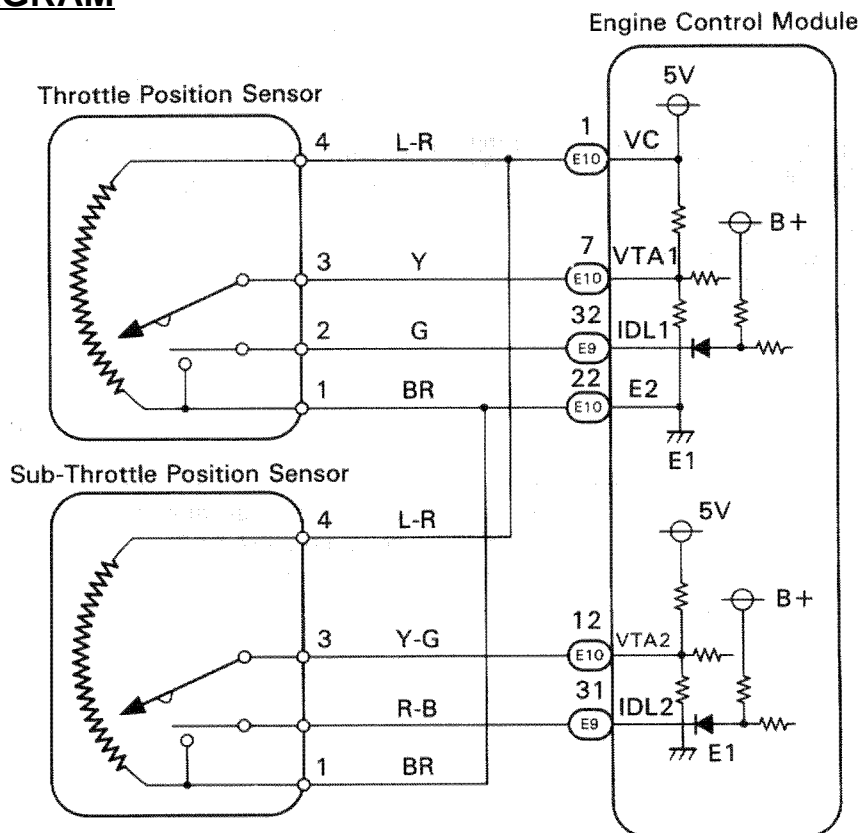 GRAM
Engine Control Module
5V
Throttle Position Sensor
4 L-R 1 E10 VC
B+
3 Y 7 E10 VTA1
2 G 32 E9 IDL1
1 BR 22 E10 E2
E1
Sub-Throttle Position Sensor
4 L-R
5V
B+
3 Y-G 12 E10 VTA2
R-B 31 E9 IDL2
E1
1 BR